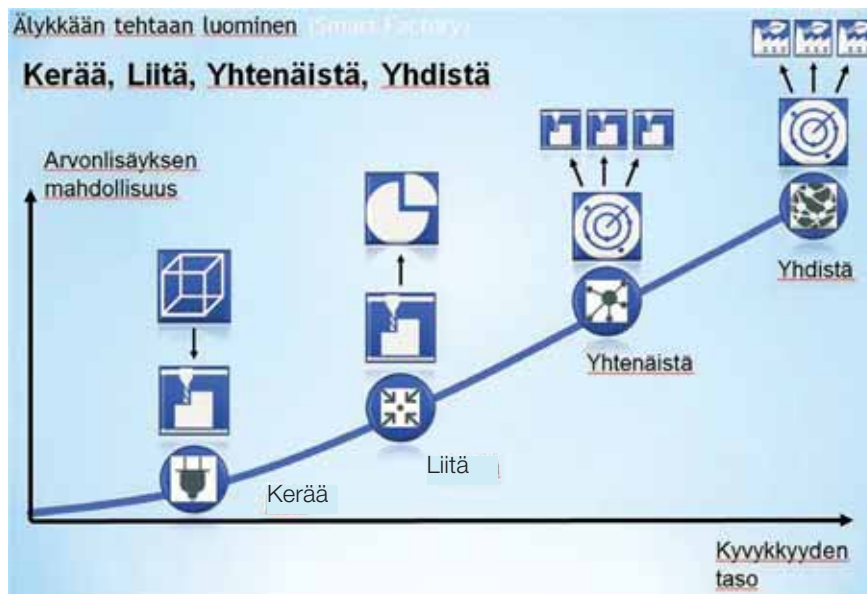 Älykkään tehtaan luominen (Smart Factory)
Kerää, Liitä, Yhtenäistä, Yhdistä
Arvonlisäyksen
mahdollisuus
Yhdistä
Yhtenäistä
Liitä
Kerää
Kyvykkyyden
taso